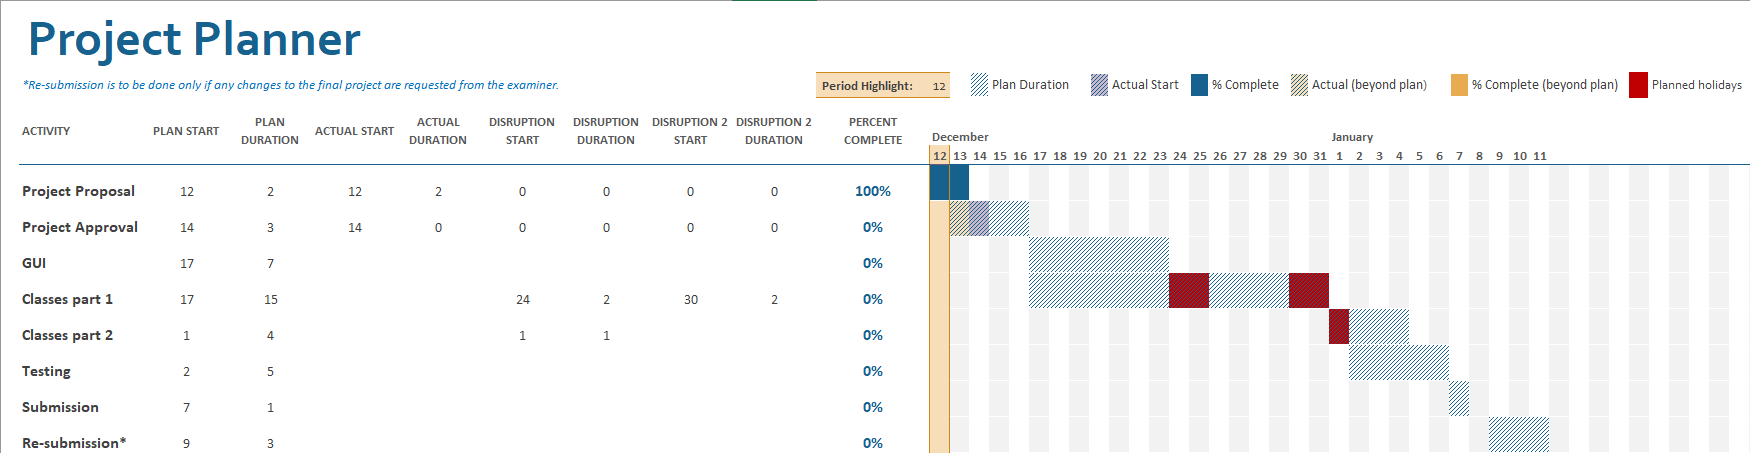 Project Planner
*Re-submission is to be done only if any changes to the final project are requested from the examiner.
Period Highlight: 12 Plan Duration Actual Start % Complete Actual (beyond plan) % Complete (beyond plan) Planned holidays
ACTIVITY PLAN START PLAN DURATION ACTUAL START ACTUAL DURATION DISRUPTION START DISRUPTION DURATION DISRUPTION 2 START DISRUPTION 2 DURATION PERCENT COMPLETE
December January
12 13 14 15 16 17 18 19 20 21 22 23 24 25 26 27 28 29 30 31 1 2 3 4 5 6 7 8 9 10 11
Project Proposal 12 2 12 2 0 0 0 0 100%
Project Approval 14 3 14 0 0 0 0 0 0%
GUI 17 7 0%
Classes part 1 17 15 24 2 30 2 0%
Classes part 2 1 4 1 1 0%
Testing 2 5 0%
Submission 7 1 0%
Re-submission* 9 3 0%